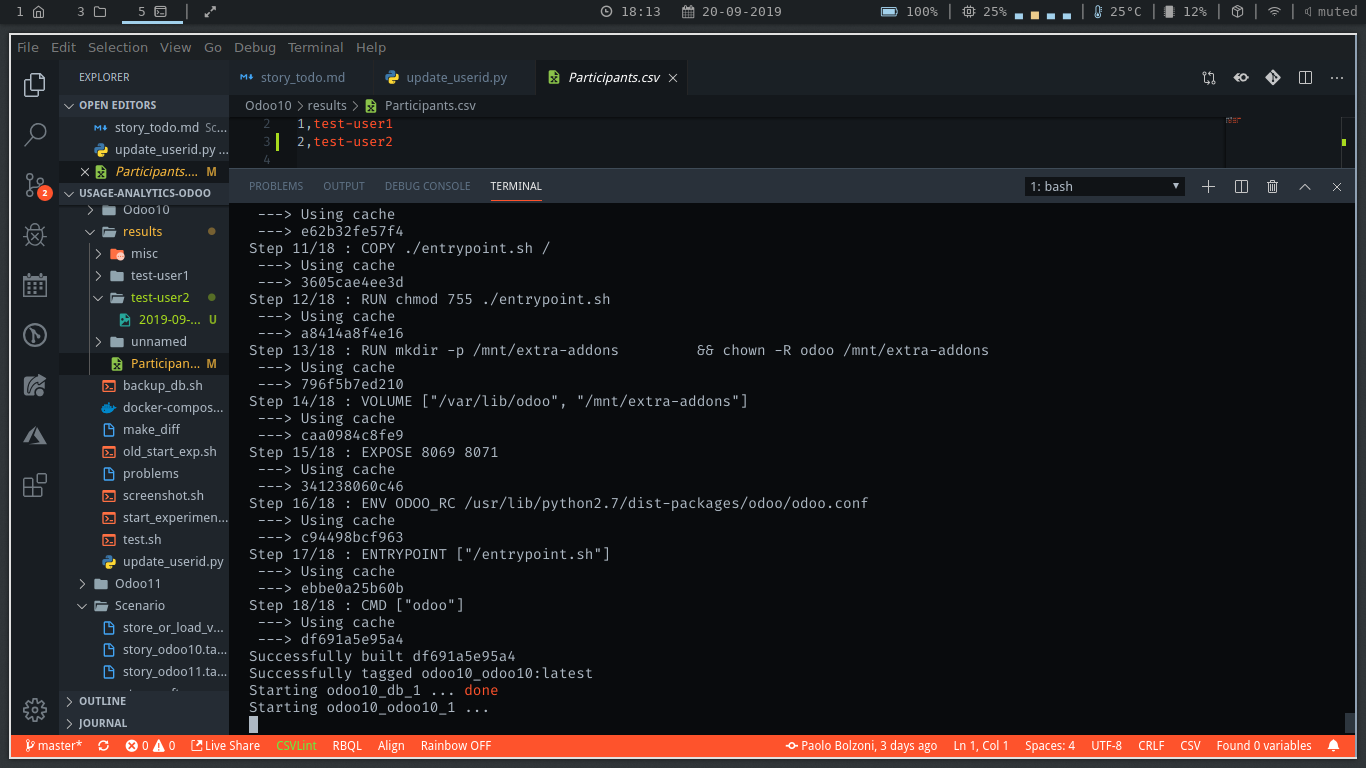 1 3 5 18:13 20-09-2019 100% 25% 25°C 12% muted
File Edit Selection View Go Debug Terminal Help
EXPLORER
story_todo.md update_userid.py Participants.csv
OPEN EDITORS
story_todo.md Sc...
update_userid.py ...
Participants.... M
2
USAGE-ANALYTICS-ODOO
Odoo10
results
misc
test-user1
test-user2
2019-09-... U
unnamed
Participan... M
backup_db.sh
docker-compos...
make_diff
old_start_exp.sh
problems
screenshot.sh
start_experimen...
test.sh
update_userid.py
Odoo11
Scenario
store_or_load_v...
story_odoo10.ta...
story_odoo11.ta...
OUTLINE
JOURNAL
Odoo10 > results > Participants.csv
2 1,test-user1
3 2,test-user2
4
PROBLEMS OUTPUT DEBUG CONSOLE TERMINAL 1: bash
---> Using cache
---> e62b32fe57f4
Step 11/18 : COPY ./entrypoint.sh /
---> Using cache
---> 3605cae4ee3d
Step 12/18 : RUN chmod 755 ./entrypoint.sh
---> Using cache
---> a8414a8f4e16
Step 13/18 : RUN mkdir -p /mnt/extra-addons && chown -R odoo /mnt/extra-addons
---> Using cache
---> 796f5b7ed210
Step 14/18 : VOLUME ["/var/lib/odoo", "/mnt/extra-addons"]
---> Using cache
---> caa0984c8fe9
Step 15/18 : EXPOSE 8069 8071
---> Using cache
---> 341238060c46
Step 16/18 : ENV ODOO_RC /usr/lib/python2.7/dist-packages/odoo/odoo.conf
---> Using cache
---> c94498bcf963
Step 17/18 : ENTRYPOINT ["/entrypoint.sh"]
---> Using cache
---> ebbe0a25b60b
Step 18/18 : CMD ["odoo"]
---> Using cache
---> df691a5e95a4
Successfully built df691a5e95a4
Successfully tagged odoo10_odoo10:latest
Starting odoo10_db_1 ... done
Starting odoo10_odoo10_1 ...
master* 0 0 Live Share CSVLint RBQL Align Rainbow OFF Paolo Bolzoni, 3 days ago Ln 1, Col 1 Spaces: 4 UTF-8 CRLF CSV Found 0 variables